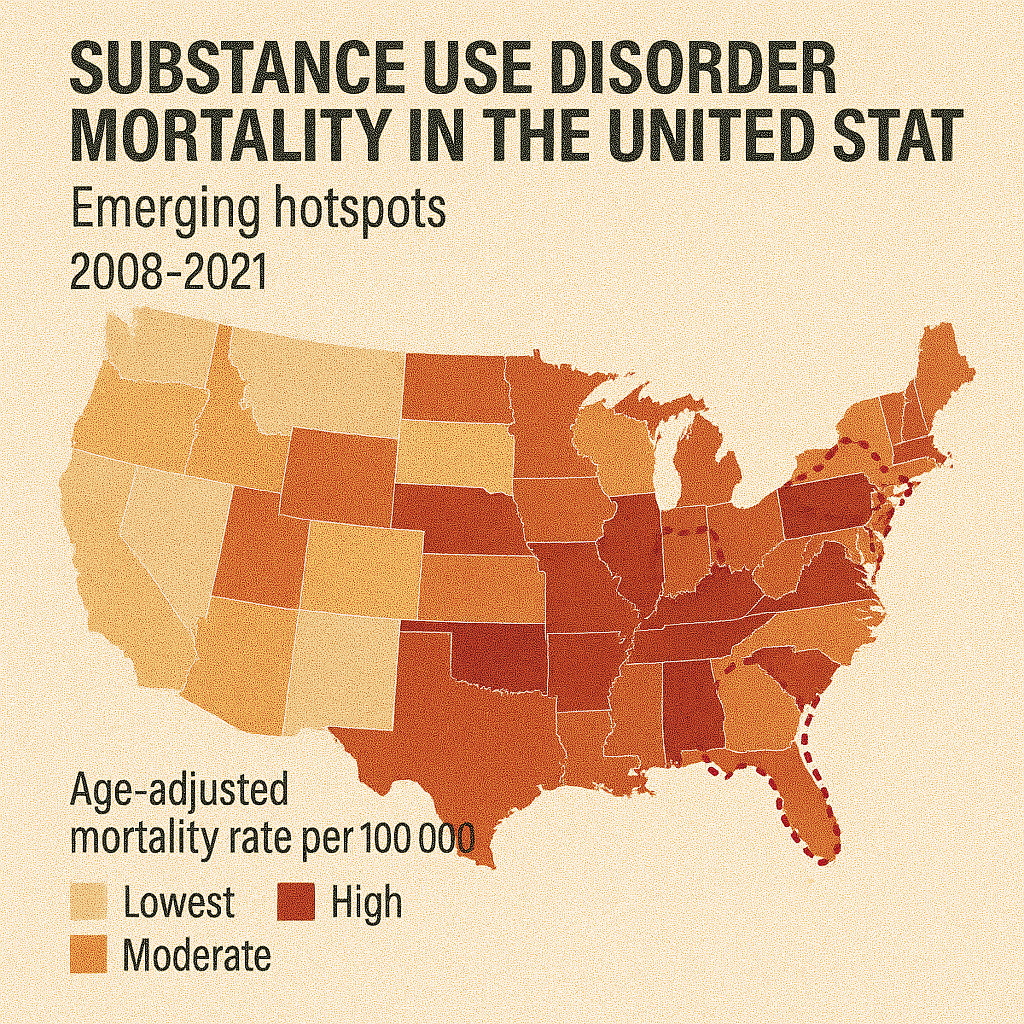 SUBSTANCE USE DISORDER
MORTALITY IN THE UNITED STAT
Emerging hotspots
2008-2021
Age-adjusted
mortality rate per 100 000
Lowest
High
Moderate